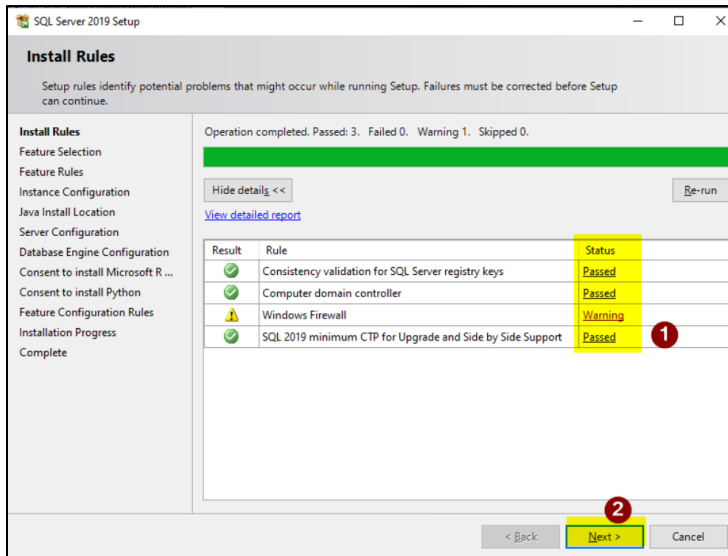 SQL Server 2019 Setup
Install Rules
Setup rules identify potential problems that might occur while running Setup. Failures must be corrected before Setup
can continue.
Install Rules
Feature Selection
Feature Rules
Instance Configuration
Java Install Location
Server Configuration
Database Engine Configuration
Consent to install Microsoft R ...
Consent to install Python
Feature Configuration Rules
Installation Progress
Complete
Operation completed. Passed: 3. Failed 0. Warning 1. Skipped 0.
Hide details << Re-run
View detailed report
Result Rule Status
Consistency validation for SQL Server registry keys Passed
Computer domain controller Passed
Windows Firewall Warning
SQL 2019 minimum CTP for Upgrade and Side by Side Support Passed
1
2
< Back Next > Cancel